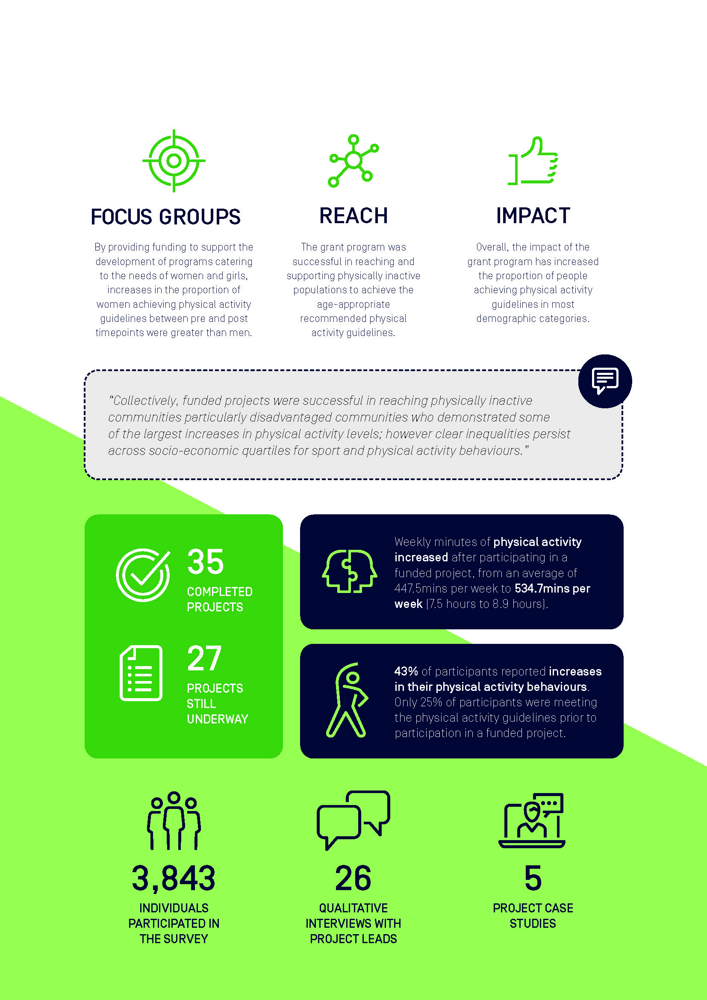 FOCUS GROUPS
By providing funding to support the
development of programs catering
to the needs of women and girls,
increases in the proportion of
women achieving physical activity
guidelines between pre and post
timepoints were greater than men.
REACH
The grant program was
successful in reaching and
supporting physically inactive
populations to achieve the
age-appropriate
recommended physical
activity guidelines.
IMPACT
Overall, the impact of the
grant program has increased
the proportion of people
achieving physical activity
guidelines in most
demographic categories.
“Collectively, funded projects were successful in reaching physically inactive
communities particularly disadvantaged communities who demonstrated some
of the largest increases in physical activity levels; however clear inequalities persist
across socio-economic quartiles for sport and physical activity behaviours.”
35
COMPLETED
PROJECTS
27
PROJECTS
STILL
UNDERWAY
Weekly minutes of physical activity
increased after participating in a
funded project, from an average of
447.5mins per week to 534.7mins per
week (7.5 hours to 8.9 hours).
43% of participants reported increases
in their physical activity behaviours.
Only 25% of participants were meeting
the physical activity guidelines prior to
participation in a funded project.
3,843
INDIVIDUALS
PARTICIPATED IN
THE SURVEY
26
QUALITATIVE
INTERVIEWS WITH
PROJECT LEADS
5
PROJECT CASE
STUDIES